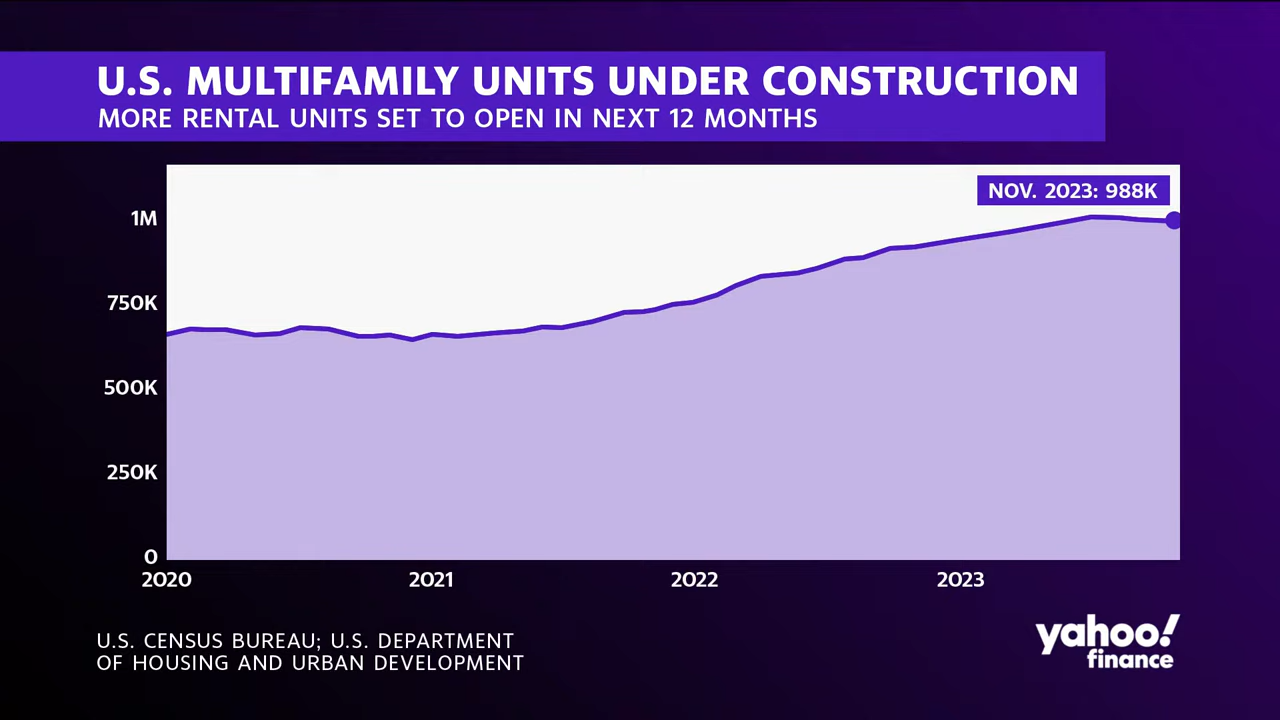 U.S. MULTIFAMILY UNITS UNDER CONSTRUCTION
MORE RENTAL UNITS SET TO OPEN IN NEXT 12 MONTHS
NOV. 2023: 988K
1M
750K
500K
250K
0
2020 2021 2022 2023
U.S. CENSUS BUREAU; U.S. DEPARTMENT
OF HOUSING AND URBAN DEVELOPMENT
yahoo!
finance